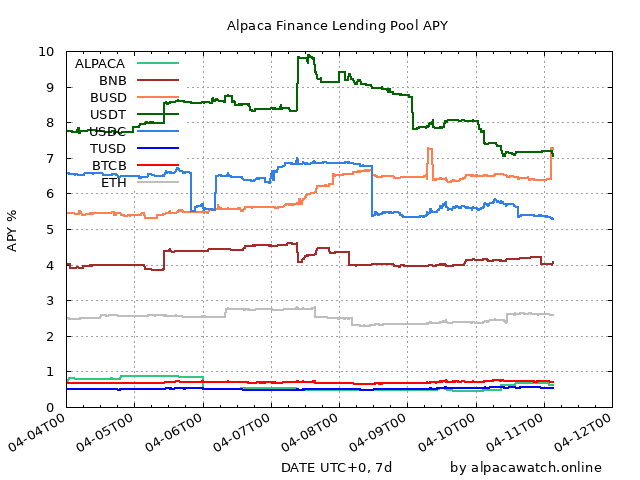 Alpaca Finance Lending Pool APY
10
9
8
7
6
5
4
3
2
1
0
APY %
ALPACA
BNB
BUSD
USDT
USDC
TUSD
BTCB
ETH
04-04T00
04-05T00
04-06T00
04-07T00
04-08T00
04-09T00
04-10T00
04-11T00
04-12T00
DATE UTC+0, 7d
by alpacawatch.online